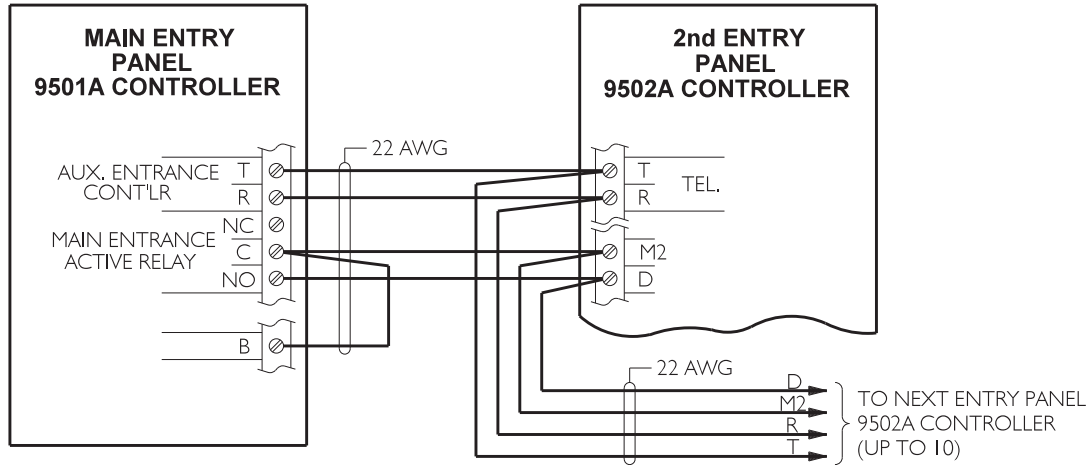 MAIN ENTRY
PANEL
9501A CONTROLLER
2nd ENTRY
PANEL
9502A CONTROLLER
22 AWG
AUX. ENTRANCE
CONT'LR
T
R
NC
MAIN ENTRANCE
ACTIVE RELAY
C
NO
B
T
R
TEL.
M2
D
22 AWG
D
M2
R
T
TO NEXT ENTRY PANEL
9502A CONTROLLER
(UP TO 10)